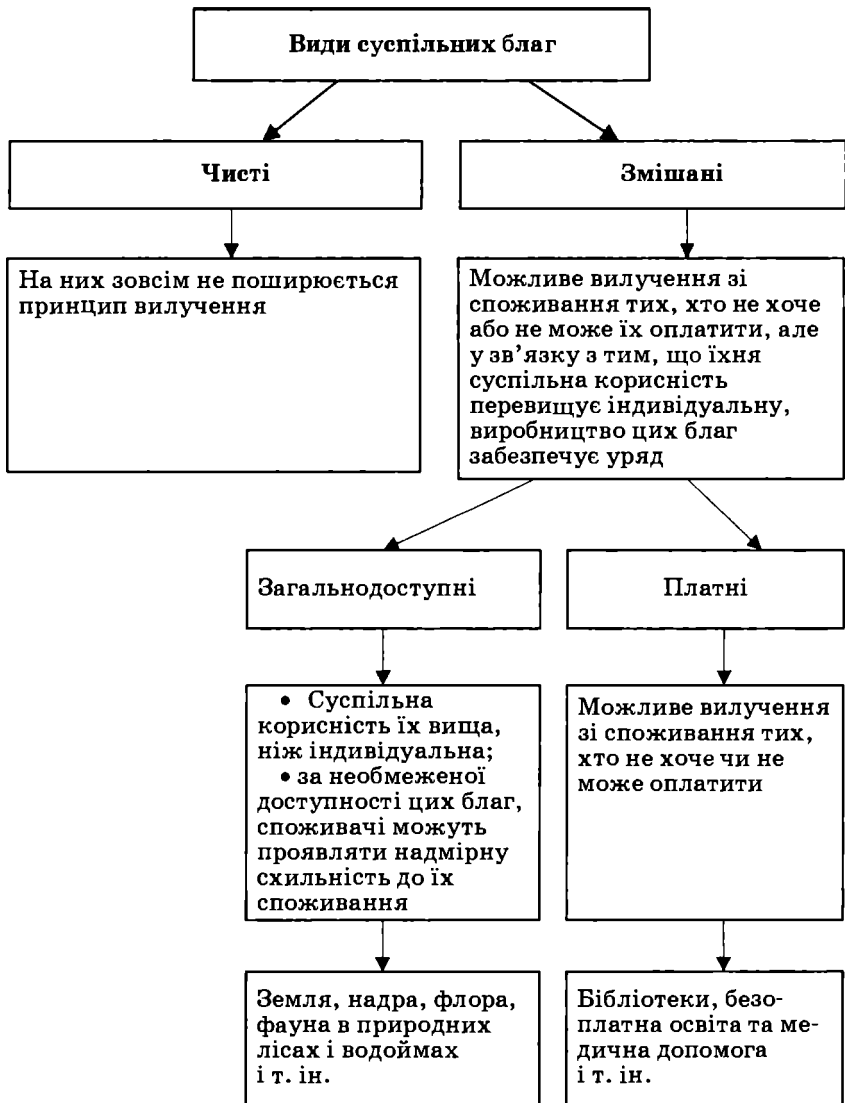 Види суспільних благ
Чисті
Змішані
На них зовсім не поширюється
принцип вилучення
Можливе вилучення зі
споживання тих, хто не хоче
або не може їх оплатити, але
у зв’язку з тим, що їхня
суспільна корисність
перевищує індивідуальну,
виробництво цих благ
забезпечує уряд
Загальнодоступні
Платні
• Суспільна
корисність їх вища,
ніж індивідуальна;
• за необмеженої
доступності цих благ,
споживачі можуть
проявляти надмірну
схильність до їх
споживання
Можливе вилучення
зі споживання тих,
хто не хоче чи не
може оплатити
Земля, надра, флора,
фауна в природних
лісах і водоймах
і т. ін.
Бібліотеки, безо-
платна освіта та ме-
дична допомога
і т. ін.